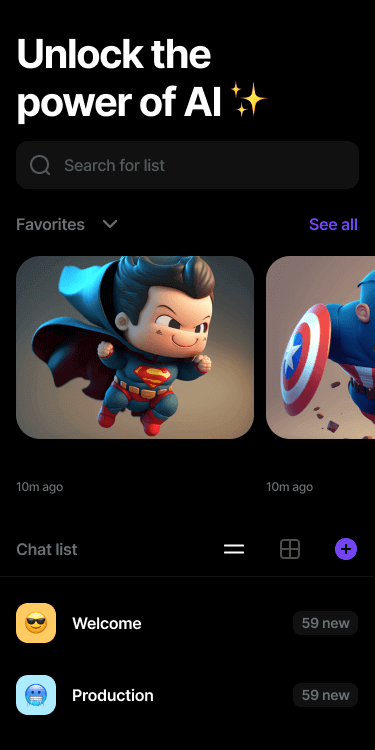 Unlock the
power of AI ✨
Search for list
Favorites
See all
10m ago
10m ago
Chat list
Welcome
59 new
Production
59 new